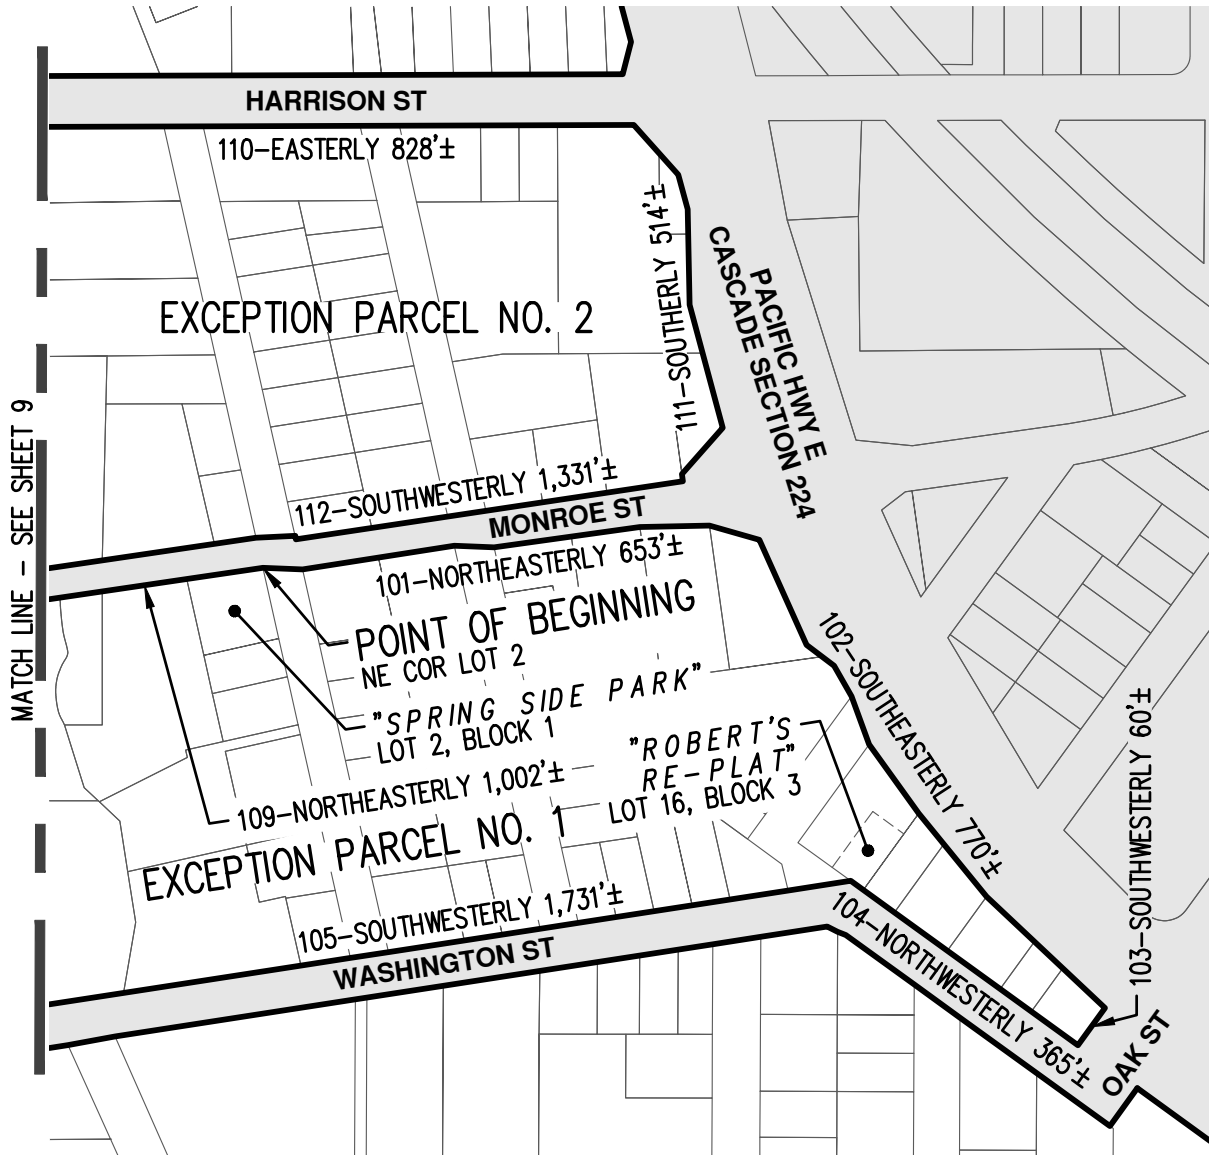 HARRISON ST
110-EASTERLY 828'±
111-SOUTHERLY 514'±
PACIFIC HWY E
CASCADE SECTION 224
EXCEPTION PARCEL NO. 2
MATCH LINE - SEE SHEET 9
112-SOUTHWESTERLY 1,331'±
MONROE ST
101-NORTHEASTERLY 653'±
POINT OF BEGINNING
NE COR LOT 2
"SPRING SIDE PARK"
LOT 2, BLOCK 1
102-SOUTHEASTERLY 770'±
103-SOUTHWESTERLY 60'±
"ROBERT'S
RE-PLAT"
LOT 16, BLOCK 3
109-NORTHEASTERLY 1,002'±
EXCEPTION PARCEL NO. 1
105-SOUTHWESTERLY 1,731'±
WASHINGTON ST
104-NORTHWESTERLY 365'±
OAK ST